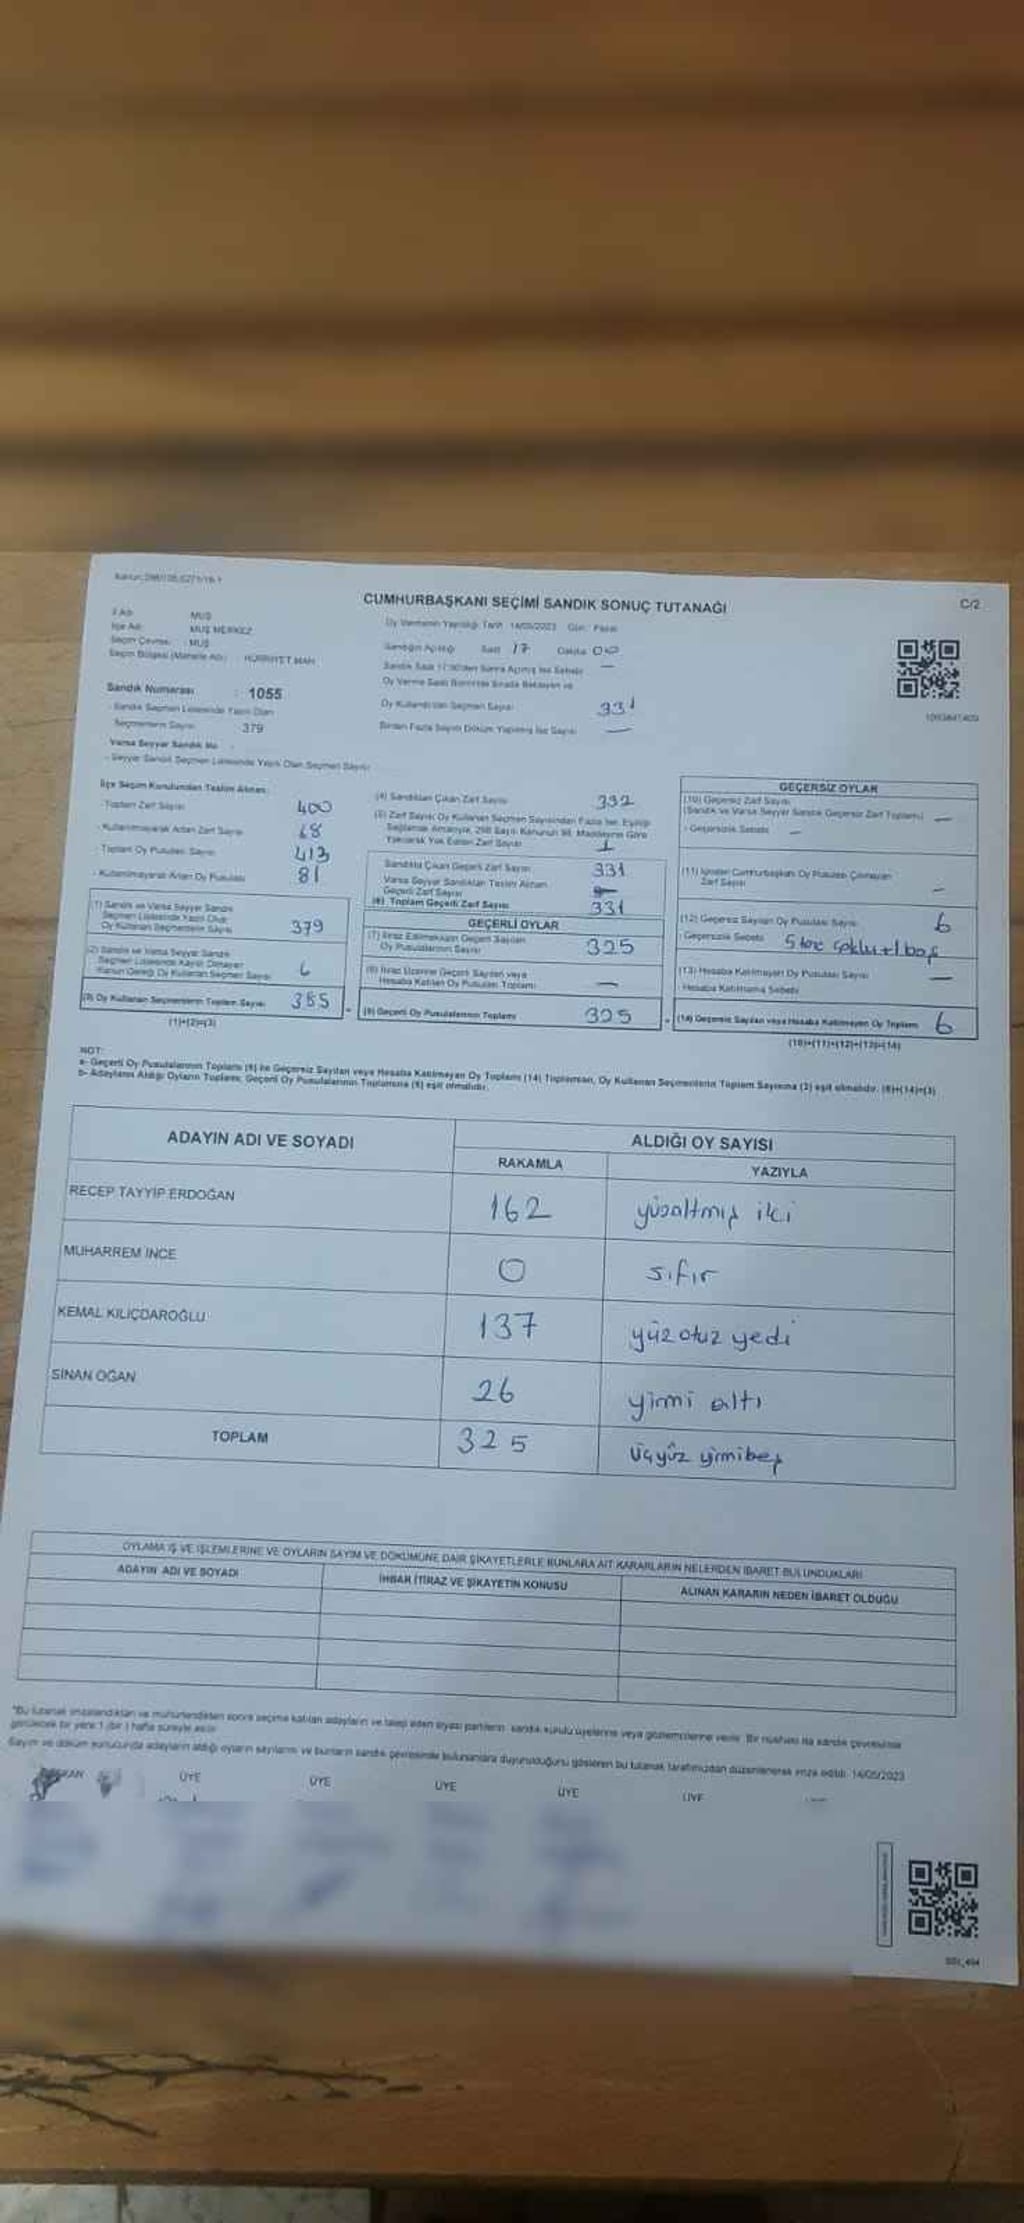 C/2
CUMHURBAŞKANI SEÇİMİ SANDIK SONUÇ TUTANAĞI
İl Adı MUŞ
İlçe Adı MUŞ MERKEZ
Seçim Çevresi MUŞ
Seçim Bölgesi (Mahalle Adı) HÜRRİYET MAH
Oy Vermenin Yapıldığı Tarih 14/05/2023 Gün Pazar
Sandığın Açıldığı Saat 17 Dakika 00
Sandık Saat 17:00'den Sonra Açılmış İse Sebebi —
Oy Kullandırılan Seçmen Sayısı 331
Birden Fazla Sayım Döküm Yapılmış İse Sayısı —
Sandık Numarası : 1055
- Sandık Seçmen Listesinde Yazılı Olan
Seçmenlerin Sayısı 379
Varsa Seyyar Sandık No
- Seyyar Sandık Seçmen Listesinde Yazılı Olan Seçmen Sayısı
İlçe Seçim Kurulundan Teslim Alınan
- Toplam Zarf Sayısı 400
- Kullanılmayarak Artan Zarf Sayısı 68
- Toplam Oy Pusulası Sayısı 413
- Kullanılmayarak Artan Oy Pusulası 81
(1) Sandık ve Varsa Seyyar Sandık
Seçmen Listesinde Yazılı Olup
Oy Kullanan Seçmenlerin Sayısı 379
(2) Sandık ve Varsa Seyyar Sandık
Seçmen Listesinde Kayıtlı Olmayıp
Kanun Gereği Oy Kullanan Seçmen Sayısı 6
(3) Oy Kullanan Seçmenlerin Toplam Sayısı 385
(1)+(2)=(3)
(4) Sandıktan Çıkan Zarf Sayısı 332
(5) Zarf Sayısı Oy Kullanan Seçmen Sayısından Fazla İse, Eşitliği
Sağlamak Amacıyla, 298 Sayılı Kanunun 98. Maddesine Göre
Yakılarak Yok Edilen Zarf Sayısı 1
Sandıkta Çıkan Geçerli Zarf Sayısı 331
Varsa Seyyar Sandıktan Teslim Alınan
Geçerli Zarf Sayısı
(6) Toplam Geçerli Zarf Sayısı 331
GEÇERLİ OYLAR
(7) İtiraz Edilmeksizin Geçerli Sayılan
Oy Pusulalarının Sayısı 325
(8) İtiraz Üzerine Geçerli Sayılan veya
Hesaba Katılan Oy Pusulası Toplamı —
(9) Geçerli Oy Pusulalarının Toplamı 325
GEÇERSİZ OYLAR
(10) Geçersiz Zarf Sayısı
(Sandık ve Varsa Seyyar Sandık Geçersiz Zarf Toplamı) —
- Geçersizlik Sebebi —
(11) İçinden Cumhurbaşkanı Oy Pusulası Çıkmayan
Zarf Sayısı —
(12) Geçersiz Sayılan Oy Pusulası Sayısı 6
- Geçersizlik Sebebi 5 tane çoklu+1 boş
(13) Hesaba Katılmayan Oy Pusulası Sayısı —
Hesaba Katılmama Sebebi
(14) Geçersiz Sayılan veya Hesaba Katılmayan Oy Toplamı 6
(10)+(11)+(12)+(13)=(14)
NOT:
a- Geçerli Oy Pusulalarının Toplamı (9) ile Geçersiz Sayılan veya Hesaba Katılmayan Oy Toplamı (14) Toplamları, Oy Kullanan Seçmenlerin Toplam Sayısına (3) eşit olmalıdır. (9)+(14)=(3)
b- Adayların Aldığı Oyların Toplamı, Geçerli Oy Pusulalarının Toplamına (9) eşit olmalıdır.
ADAYIN ADI VE SOYADI ALDIĞI OY SAYISI
RAKAMLA YAZIYLA
RECEP TAYYİP ERDOĞAN 162 yüzaltmış iki
MUHARREM İNCE 0 sıfır
KEMAL KILIÇDAROĞLU 137 yüz otuz yedi
SİNAN OĞAN 26 yirmi altı
TOPLAM 325 üçyüz yirmibeş
OYLAMA İŞ VE İŞLEMLERİNE VE OYLARIN SAYIM VE DÖKÜMÜNE DAİR ŞİKAYETLERLE BUNLARA AİT KARARLARIN NELERDEN İBARET BULUNDUKLARI
ADAYIN ADI VE SOYADI İHBAR İTİRAZ VE ŞİKAYETİN KONUSU ALINAN KARARIN NEDEN İBARET OLDUĞU
*Bu tutanak imzalandıktan ve mühürlendikten sonra seçime katılan adayların ve talep eden siyasi partilerin sandık kurulu üyelerine veya gözlemcilerine verilir. Bir nüshası da sandık çevresinde
görülecek bir yere 1 (bir) hafta süreyle asılır
Sayım ve döküm sonucunda adayların aldığı oyların sayılarını ve bunların sandık çevresinde bulunanlara duyurulduğunu gösteren bu tutanak tarafımızdan düzenlenerek imza edildi. 14/05/2023
ÜYE ÜYE ÜYE ÜYE ÜYE